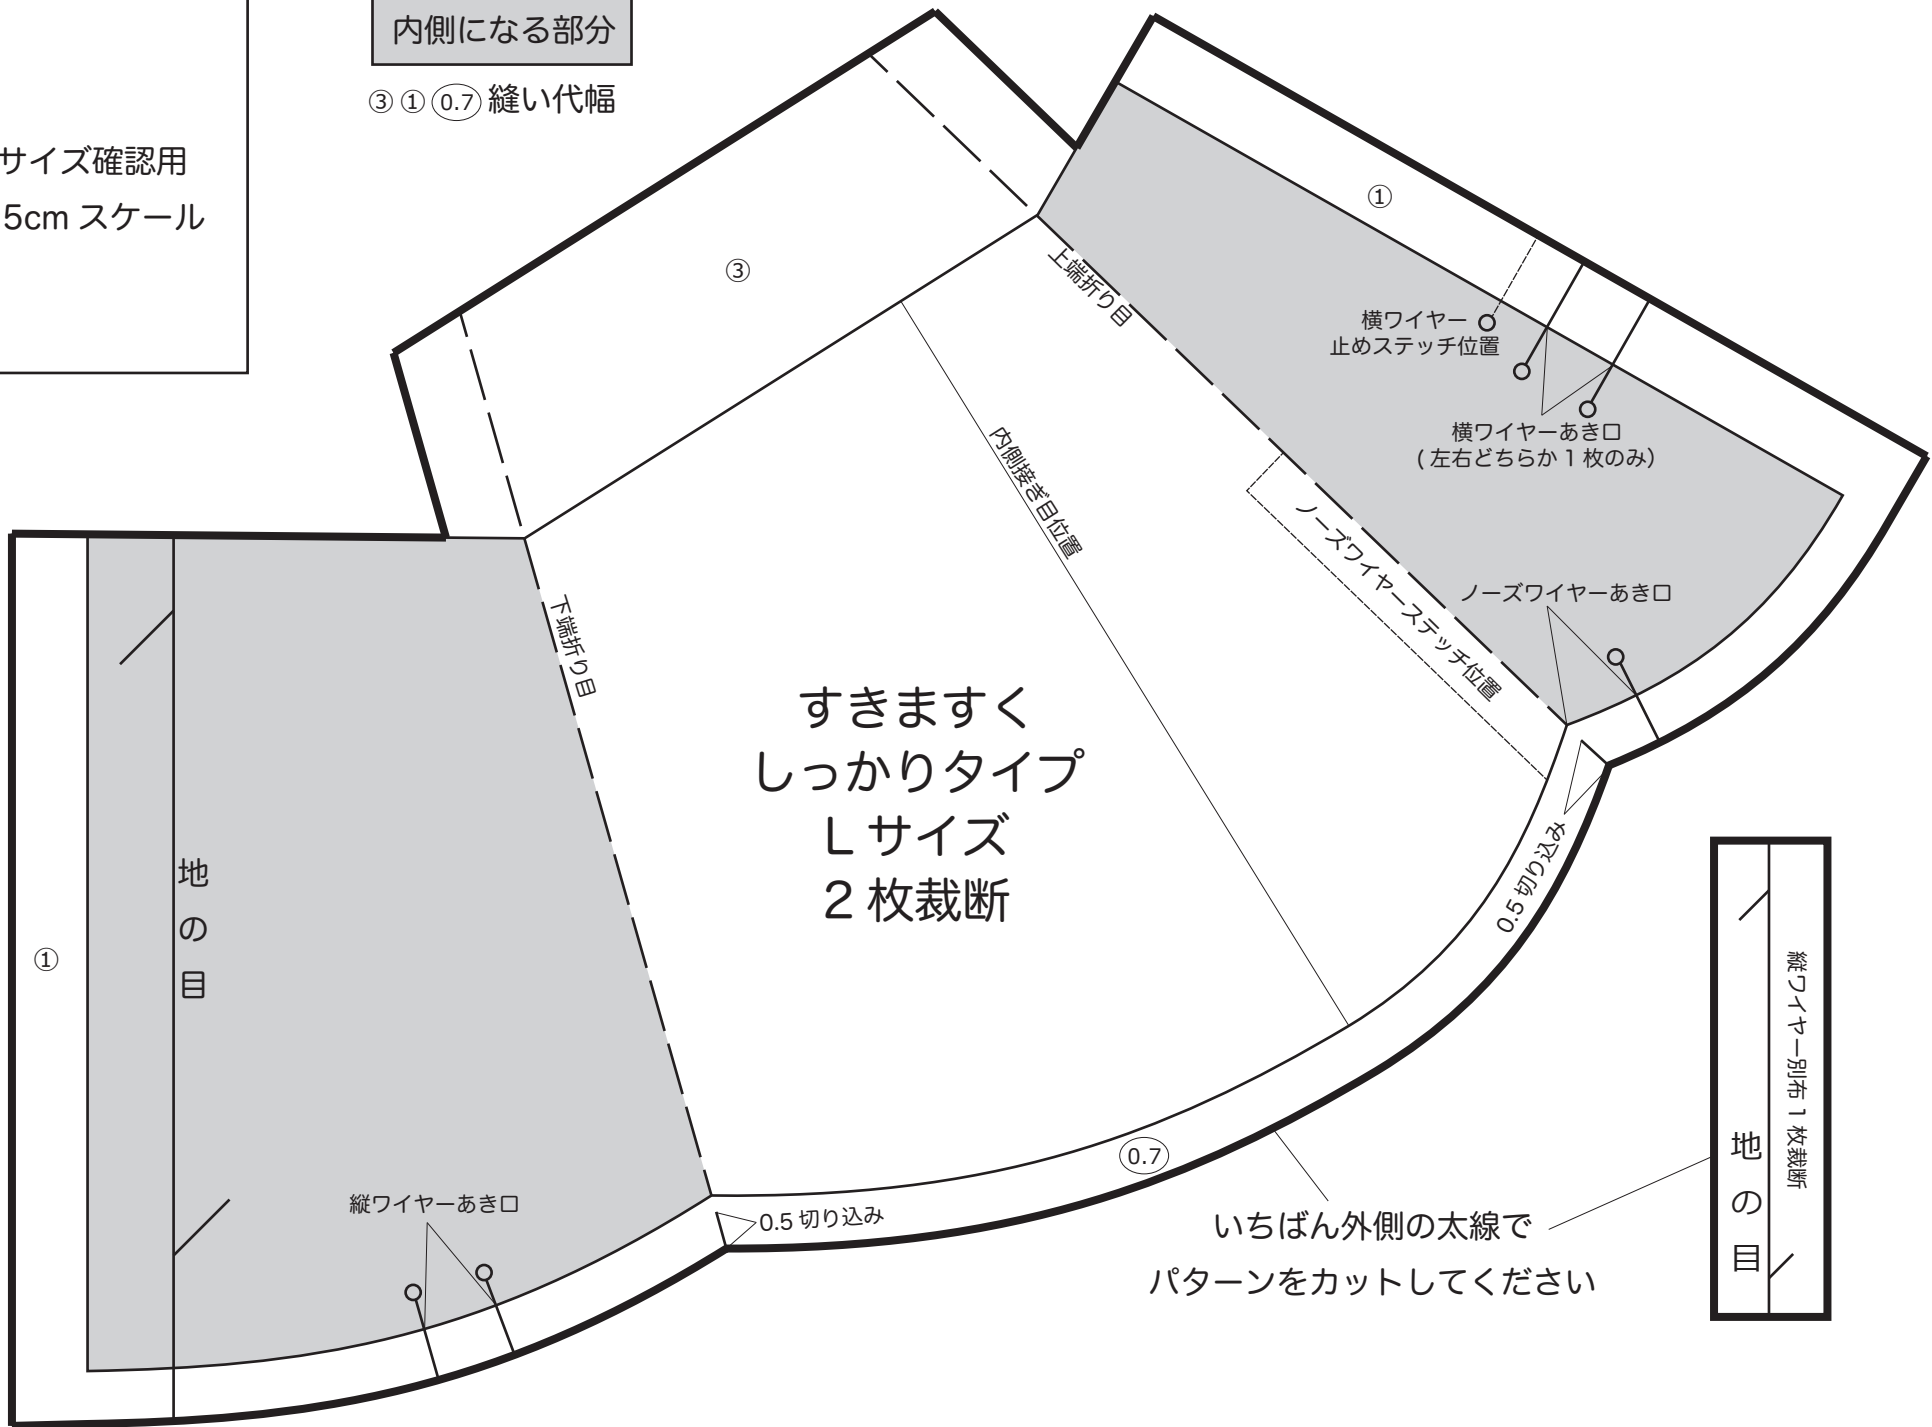 内側になる部分
③ ① 0.7 縫い代幅
サイズ確認用
5cm スケール
①
③
上端折り目
横ワイヤー
止めステッチ位置
横ワイヤーあき口
( 左右どちらか 1 枚のみ)
内側接ぎ目位置
ノーズワイヤーステッチ位置
ノーズワイヤーあき口
下端折り目
すきますく
しっかりタイプ
L サイズ
2 枚裁断
地の目
①
0.5 切り込み
縦ワイヤー別布 1 枚裁断
地の目
0.7
縦ワイヤーあき口
0.5 切り込み
いちばん外側の太線で
パターンをカットしてください